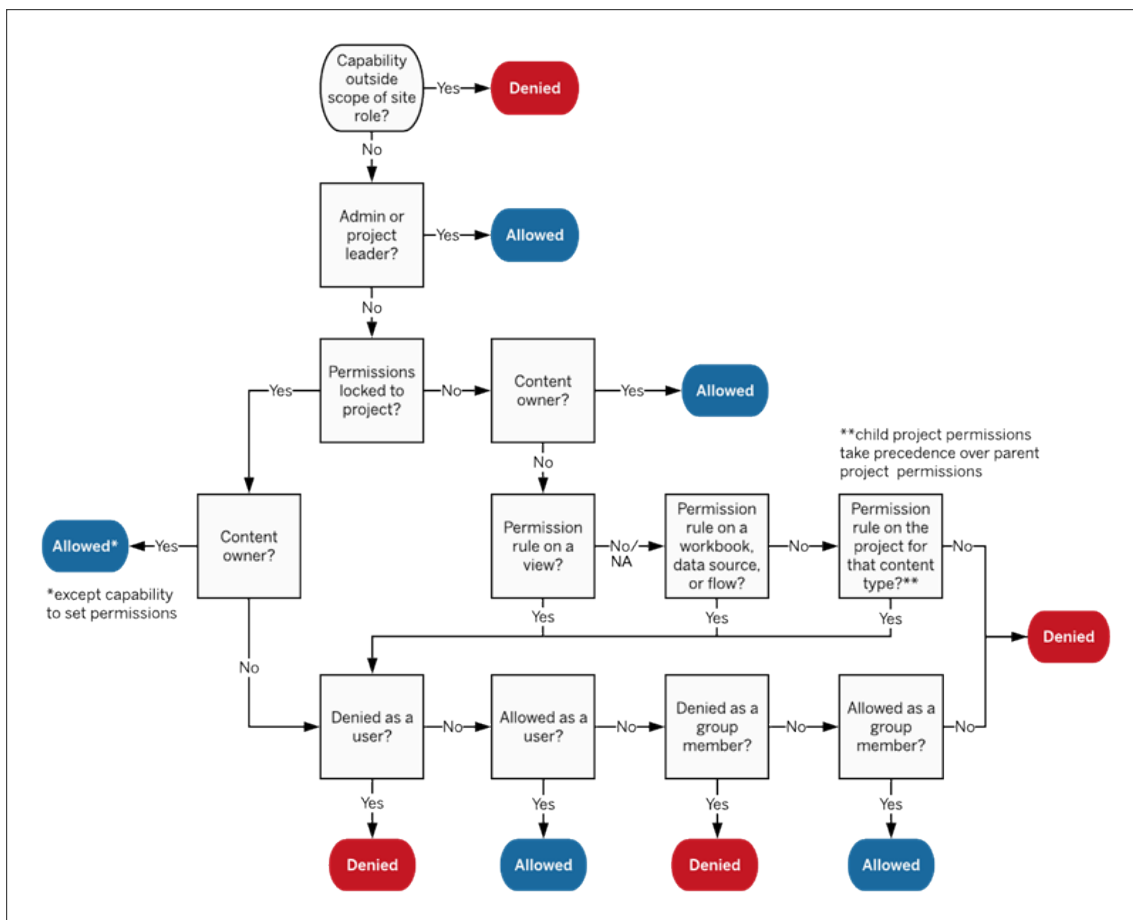 Capability
outside
scope of site
role?
Yes
Denied
No
Admin or
project
leader?
Yes
Allowed
No
Permissions
locked to
project?
Yes
No
Content
owner?
Yes
Allowed
No
**child project permissions
take precedence over parent
project permissions
Content
owner?
Yes
Allowed*
*except capability
to set permissions
No
Permission
rule on a
view?
No/
NA
Permission
rule on a
workbook,
data source,
or flow?
No
Permission
rule on the
project for
that content
type?**
No
Yes
Yes
Yes
Denied
Denied as a
user?
No
Allowed as a
user?
No
Denied as a
group
member?
No
Allowed as a
group
member?
No
Yes
Yes
Yes
Yes
Denied
Allowed
Denied
Allowed